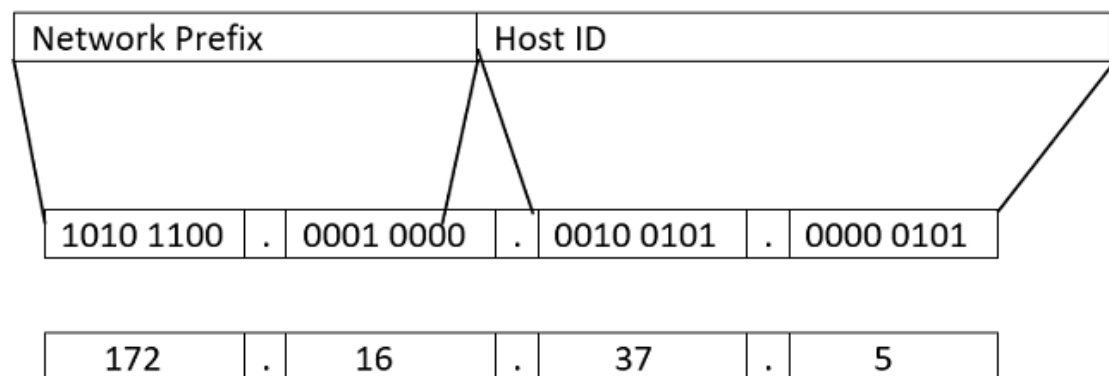 Network Prefix Host ID
1010 1100 . 0001 0000 . 0010 0101 . 0000 0101
172 . 16 . 37 . 5